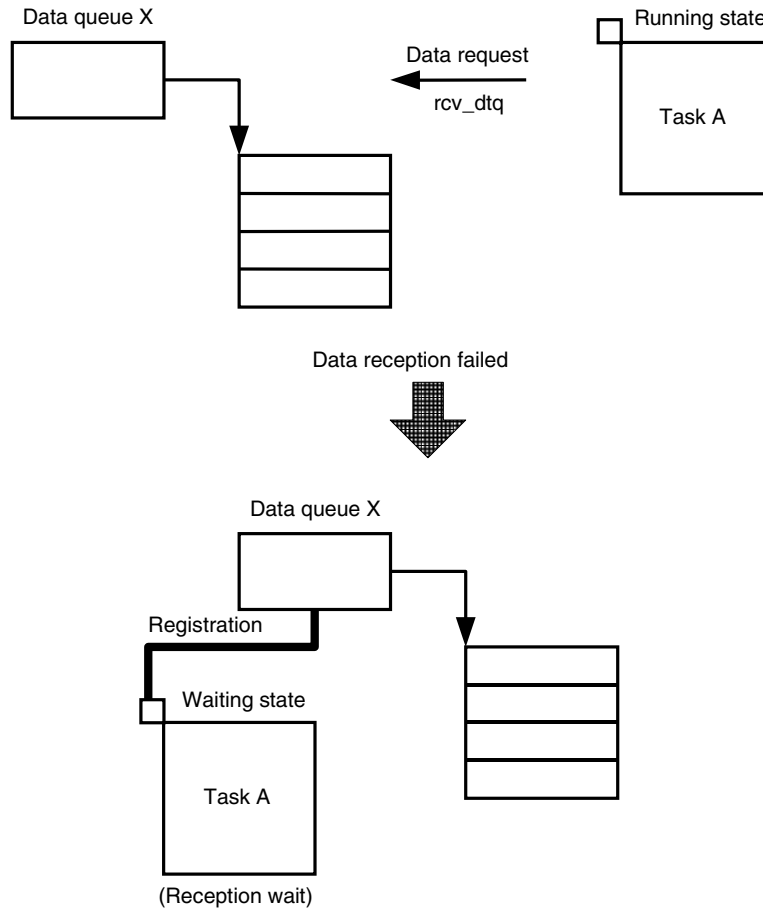 Data queue X
Running state
Data request
rcv_dtq
Task A
Data reception failed
Data queue X
Registration
Waiting state
Task A
(Reception wait)